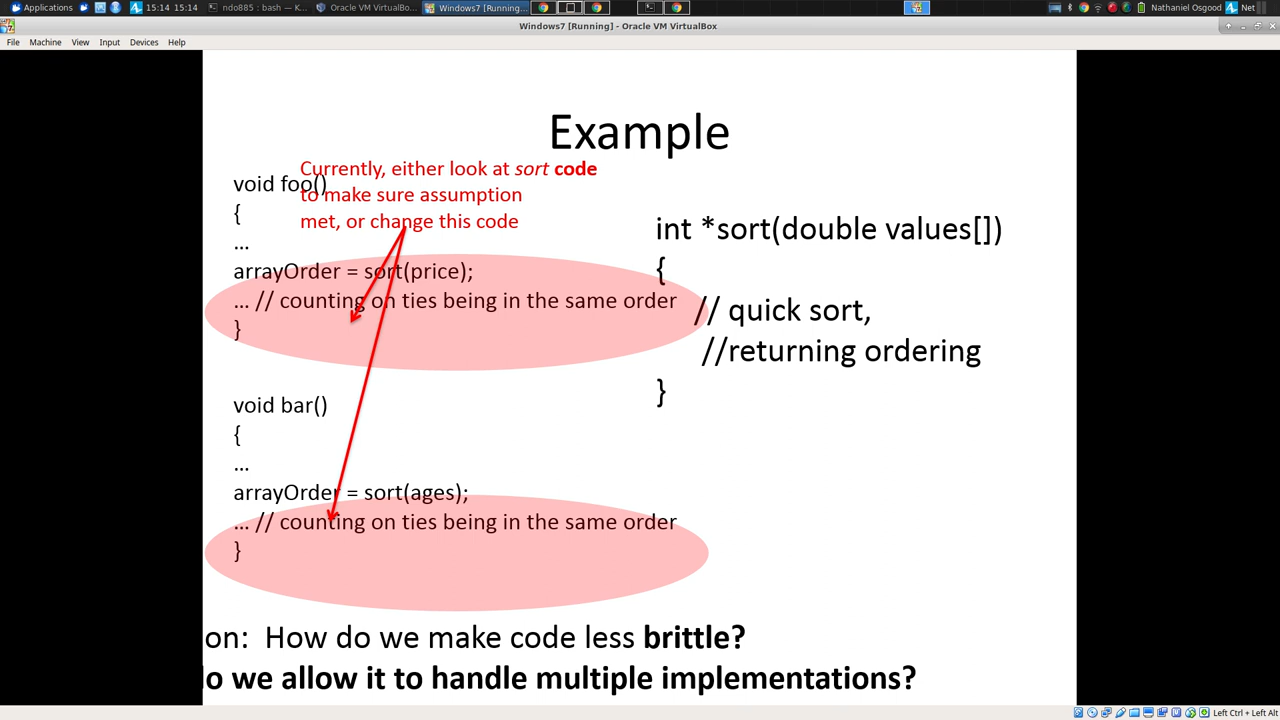 Applications
ndo885 : bash — K...
Oracle VM VirtualBo...
Windows7 [Running...
15:14 15:14
Nathaniel Osgood
Net
Windows7 [Running] - Oracle VM VirtualBox
File Machine View Input Devices Help
Example
Currently, either look at sort code
to make sure assumption
met, or change this code
void foo()
{
...
arrayOrder = sort(price);
... // counting on ties being in the same order
}
void bar()
{
...
arrayOrder = sort(ages);
... // counting on ties being in the same order
}
int *sort(double values[])
{
// quick sort,
//returning ordering
}
on: How do we make code less brittle?
do we allow it to handle multiple implementations?
Left Ctrl + Left Alt